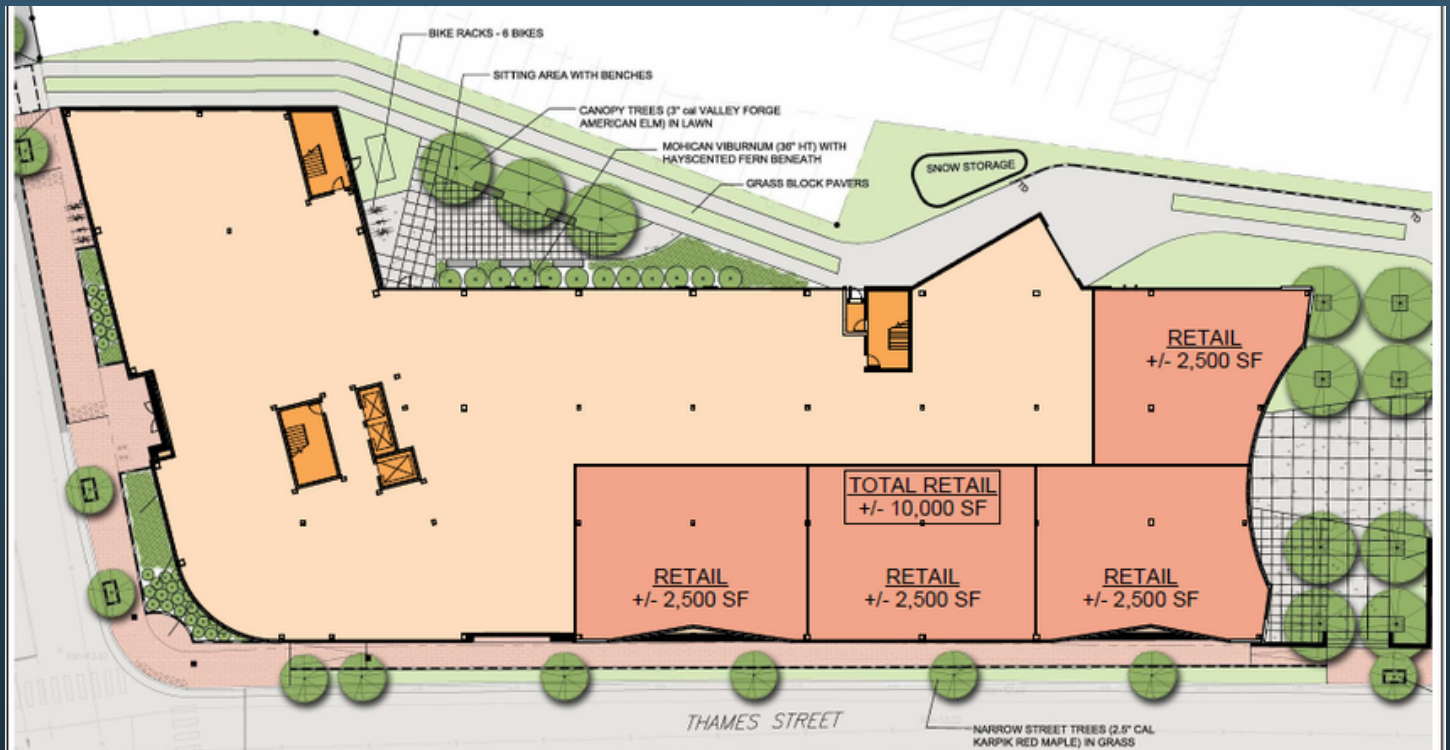 BIKE RACKS - 6 BIKES
SITTING AREA WITH BENCHES
CANOPY TREES (3" cal VALLEY FORGE
AMERICAN ELM) IN LAWN
MOHICAN VIBURNUM (36" HT) WITH
HAYSCENTED FERN BENEATH
GRASS BLOCK PAVERS
SNOW STORAGE
TD
TD
RETAIL
+/- 2,500 SF
TOTAL RETAIL
+/- 10,000 SF
RETAIL
+/- 2,500 SF
RETAIL
+/- 2,500 SF
RETAIL
+/- 2,500 SF
THAMES STREET
NARROW STREET TREES (2.5" CAL
KARPIK RED MAPLE) IN GRASS